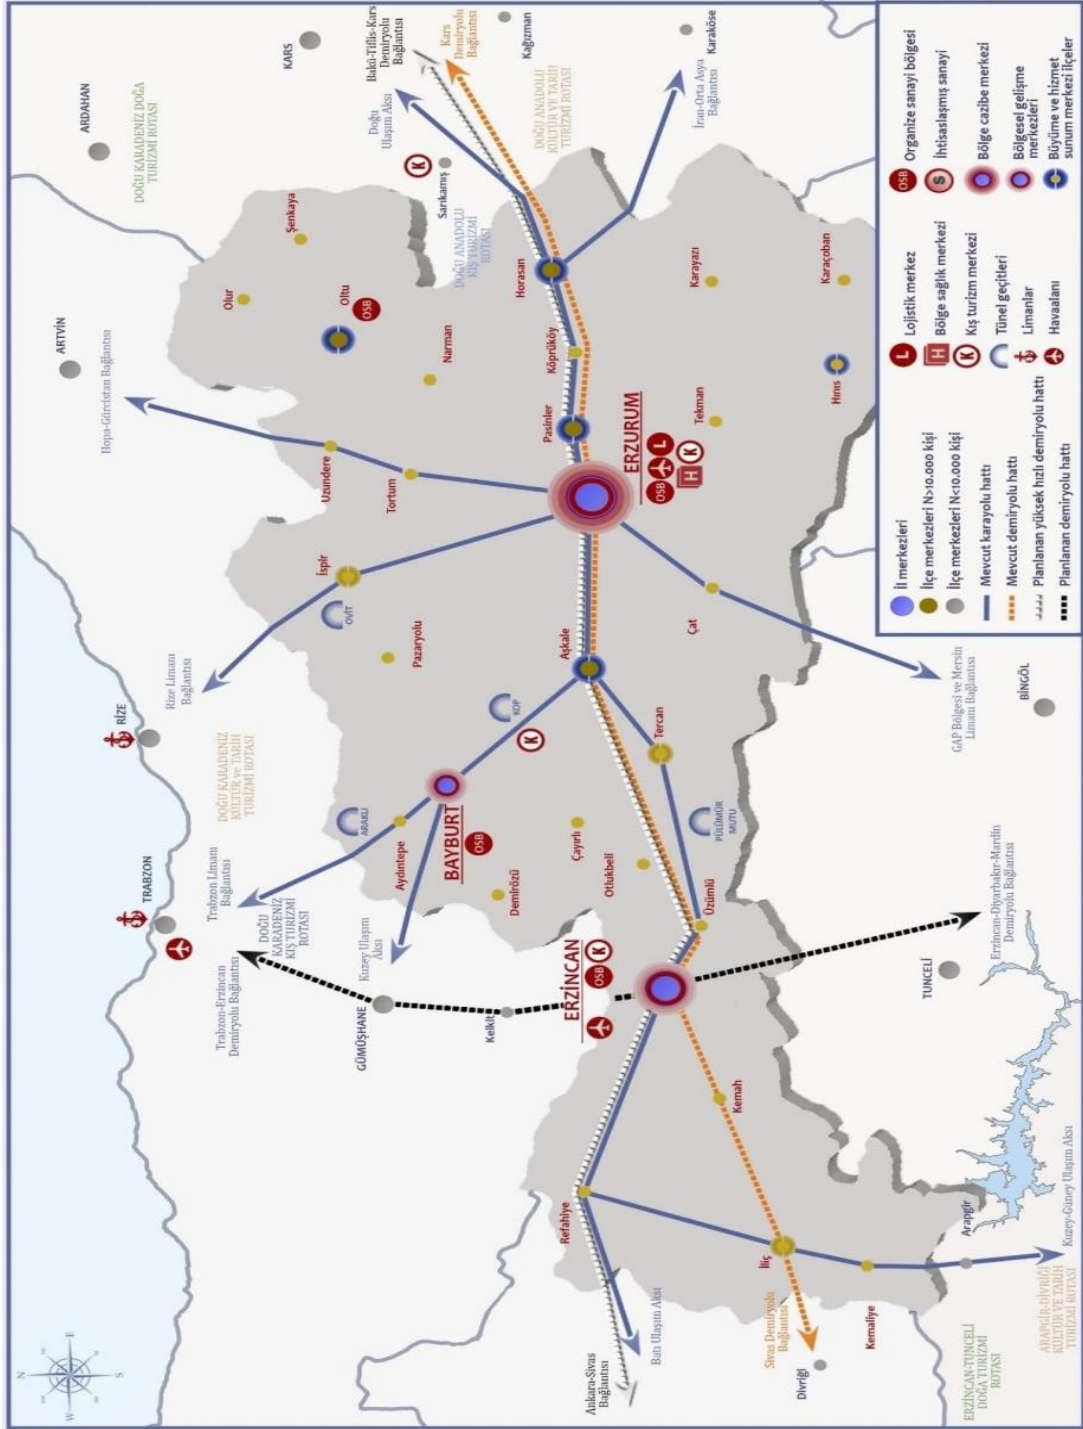 N
W
E
S
ARTVİN
ARDAHAN
KARS
DOĞU KARADENİZ DOĞA
TURİZMİ ROTASI
Hopa-Gürcistan Bağlantısı
Bakü-Tiflis-Kars
Demiryolu
Bağlantısı
Kars
Demiryolu
Bağlantısı
Kağızman
Karaköse
Doğu
Ulaşım Aksı
DOĞU ANADOLU
KÜLTÜR VE TARİH
TURİZMİ ROTASI
İran-Orta Asya
Bağlantısı
K
Sarıkamış
DOĞU ANADOLU
KIŞ TURİZMİ
ROTASI
Şenkaya
Olur
Oltu
OSB
Narman
Horasan
Köprüköy
Pasinler
Karayazı
Karaçoban
Tekman
Hınıs
Uzundere
Tortum
ERZURUM
OSB
L
H
K
İspir
OVİT
Rize Limanı
Bağlantısı
RİZE
Pazaryolu
Aşkale
Çat
GAP Bölgesi ve Mersin
Limanı Bağlantısı
BİNGÖL
DOĞU KARADENİZ
KÜLTÜR ve TARİH
TURİZMİ ROTASI
KOP
K
Tercan
ARAKLI
BAYBURT
OSB
Aydıntepe
Demirözü
Çayırlı
Otlukbeli
PÜLÜMÜR
MUTU
Üzümlü
TRABZON
Trabzon Limanı
Bağlantısı
DOĞU
KARADENİZ
KIŞ TURİZMİ
ROTASI
Kuzey Ulaşım
Aksı
Trabzon-Erzincan
Demiryolu Bağlantısı
GÜMÜŞHANE
Kelkit
ERZİNCAN
OSB
K
TUNCELİ
Erzincan-Diyarbakır-Mardin
Demiryolu Bağlantısı
Kemah
Refahiye
İliç
Kemaliye
Arapgir
Kuzey-Güney Ulaşım Aksı
Batı Ulaşım Aksı
Ankara-Sivas
Bağlantısı
Sivas Demiryolu
Bağlantısı
Divriği
ERZİNCAN-TUNCELİ
DOĞA TURİZMİ
ROTASI
ARAPGİR-DİVRİĞİ
KÜLTÜR VE TARİH
TURİZMİ ROTASI
İl merkezleri
İlçe merkezleri N>10.000 kişi
İlçe merkezleri N<10.000 kişi
Mevcut karayolu hattı
Mevcut demiryolu hattı
Planlanan yüksek hızlı demiryolu hattı
Planlanan demiryolu hattı
L Lojistik merkez
H Bölge sağlık merkezi
K Kış turizm merkezi
Tünel geçitleri
Limanlar
Havaalanı
OSB Organize sanayi bölgesi
S İhtisaslaşmış sanayi
Bölge cazibe merkezi
Bölgesel gelişme
merkezleri
Büyüme ve hizmet
sunum merkezi ilçeler